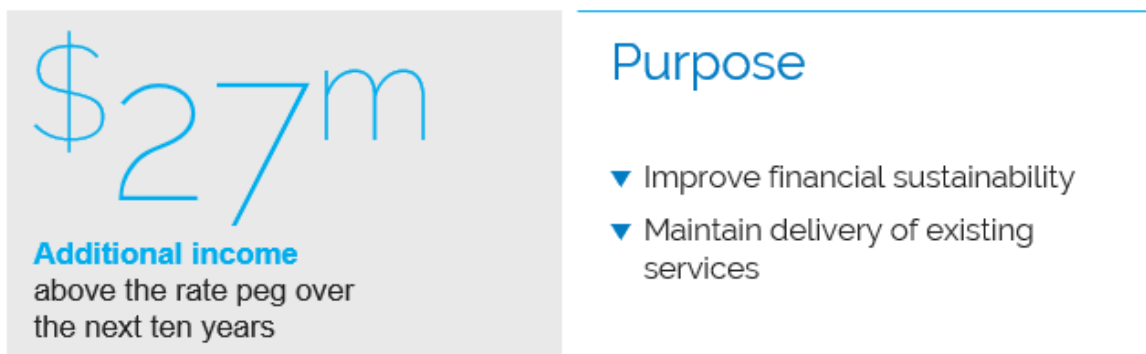 $27m
Additional income
above the rate peg over
the next ten years
Purpose
Improve financial sustainability
Maintain delivery of existing
services